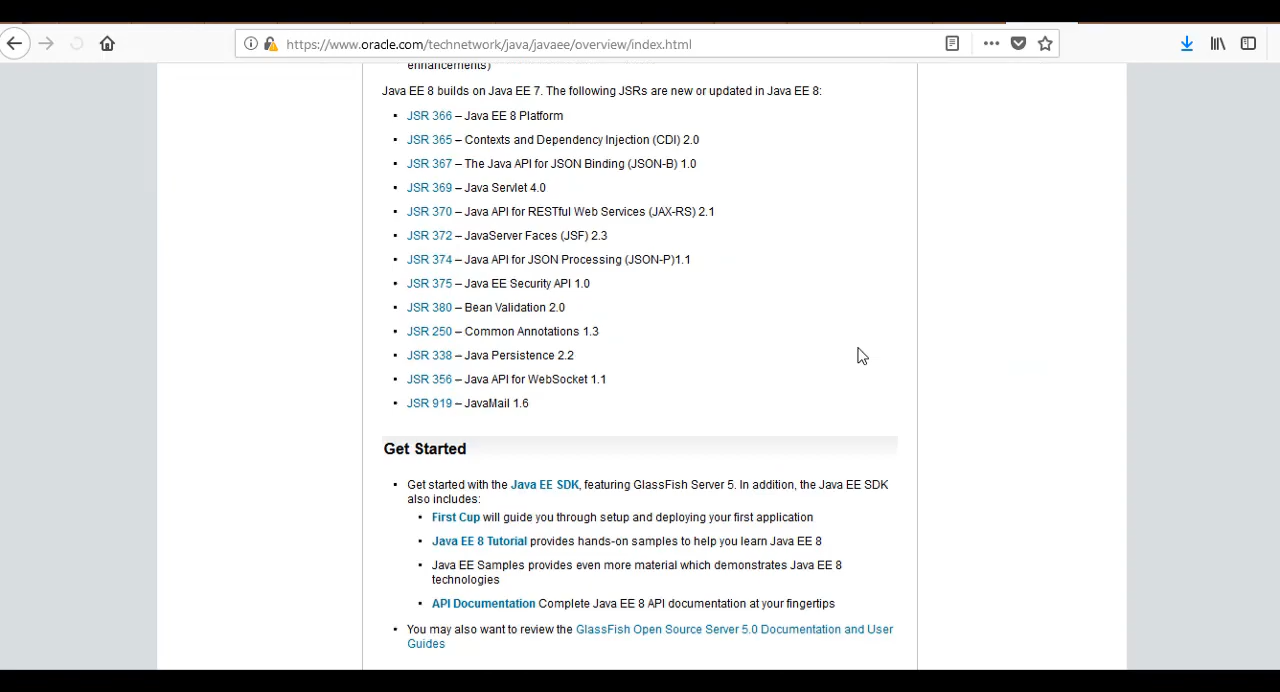 https://www.oracle.com/technetwork/java/javaee/overview/index.html
enhancements)
Java EE 8 builds on Java EE 7. The following JSRs are new or updated in Java EE 8:
• JSR 366 – Java EE 8 Platform
• JSR 365 – Contexts and Dependency Injection (CDI) 2.0
• JSR 367 – The Java API for JSON Binding (JSON-B) 1.0
• JSR 369 – Java Servlet 4.0
• JSR 370 – Java API for RESTful Web Services (JAX-RS) 2.1
• JSR 372 – JavaServer Faces (JSF) 2.3
• JSR 374 – Java API for JSON Processing (JSON-P)1.1
• JSR 375 – Java EE Security API 1.0
• JSR 380 – Bean Validation 2.0
• JSR 250 – Common Annotations 1.3
• JSR 338 – Java Persistence 2.2
• JSR 356 – Java API for WebSocket 1.1
• JSR 919 – JavaMail 1.6
Get Started
• Get started with the Java EE SDK, featuring GlassFish Server 5. In addition, the Java EE SDK
also includes:
• First Cup will guide you through setup and deploying your first application
• Java EE 8 Tutorial provides hands-on samples to help you learn Java EE 8
• Java EE Samples provides even more material which demonstrates Java EE 8
technologies
• API Documentation Complete Java EE 8 API documentation at your fingertips
• You may also want to review the GlassFish Open Source Server 5.0 Documentation and User
Guides